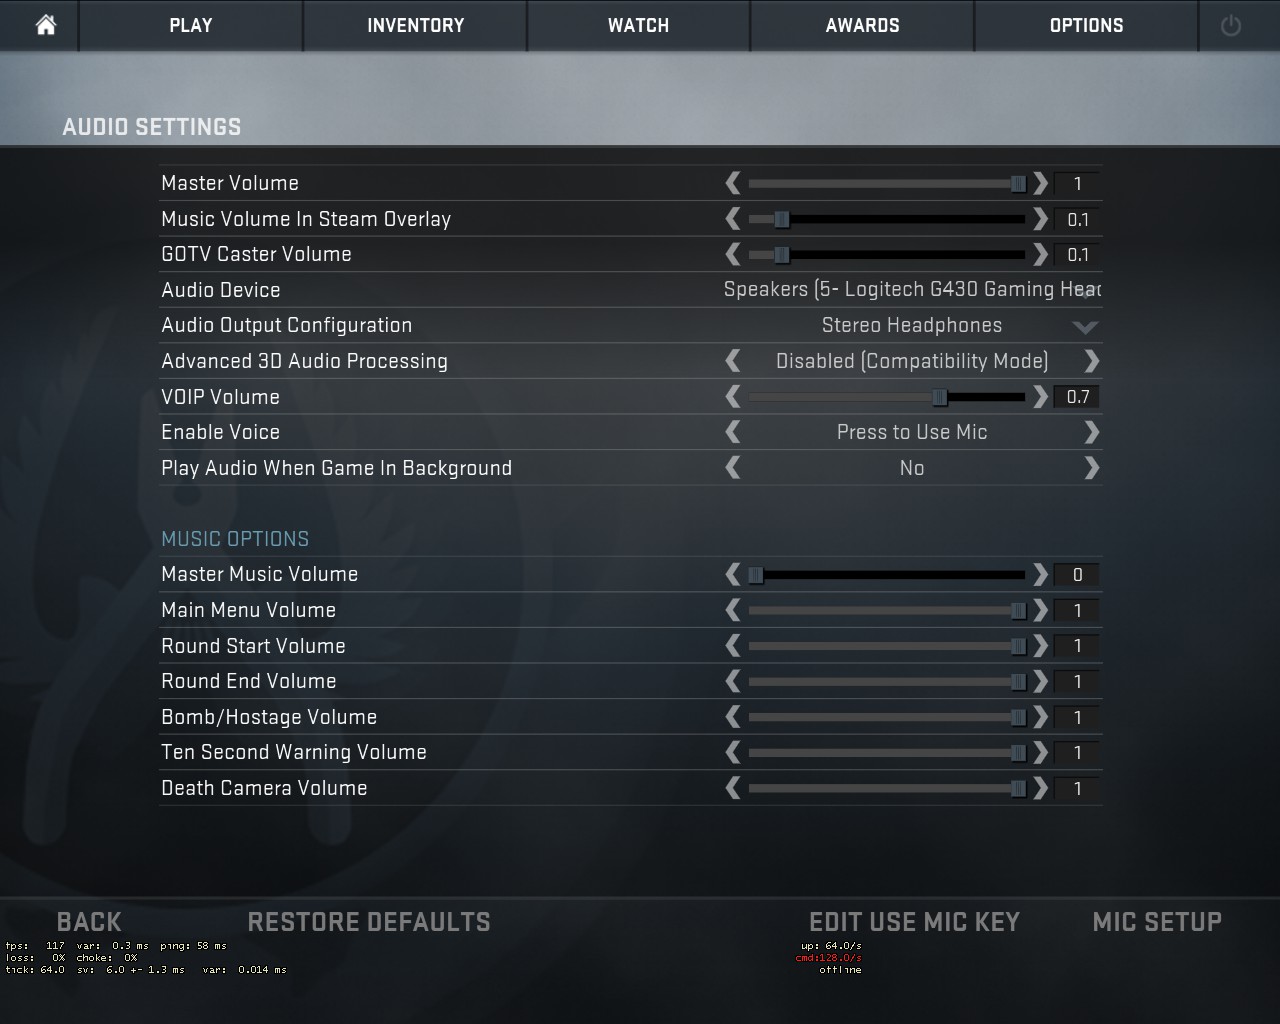 PLAY INVENTORY WATCH AWARDS OPTIONS
AUDIO SETTINGS
Master Volume 1
Music Volume In Steam Overlay 0.1
GOTV Caster Volume 0.1
Audio Device Speakers (5- Logitech G430 Gaming Head
Audio Output Configuration Stereo Headphones
Advanced 3D Audio Processing Disabled (Compatibility Mode)
VOIP Volume 0.7
Enable Voice Press to Use Mic
Play Audio When Game In Background No
MUSIC OPTIONS
Master Music Volume 0
Main Menu Volume 1
Round Start Volume 1
Round End Volume 1
Bomb/Hostage Volume 1
Ten Second Warning Volume 1
Death Camera Volume 1
BACK RESTORE DEFAULTS EDIT USE MIC KEY MIC SETUP
fps: 117 var: 0.3 ms ping: 58 ms up: 64.0/s
loss: 0% choke: 0% cmd:128.0/s
tick: 64.0 sv: 6.0 +- 1.3 ms var: 0.014 ms offline